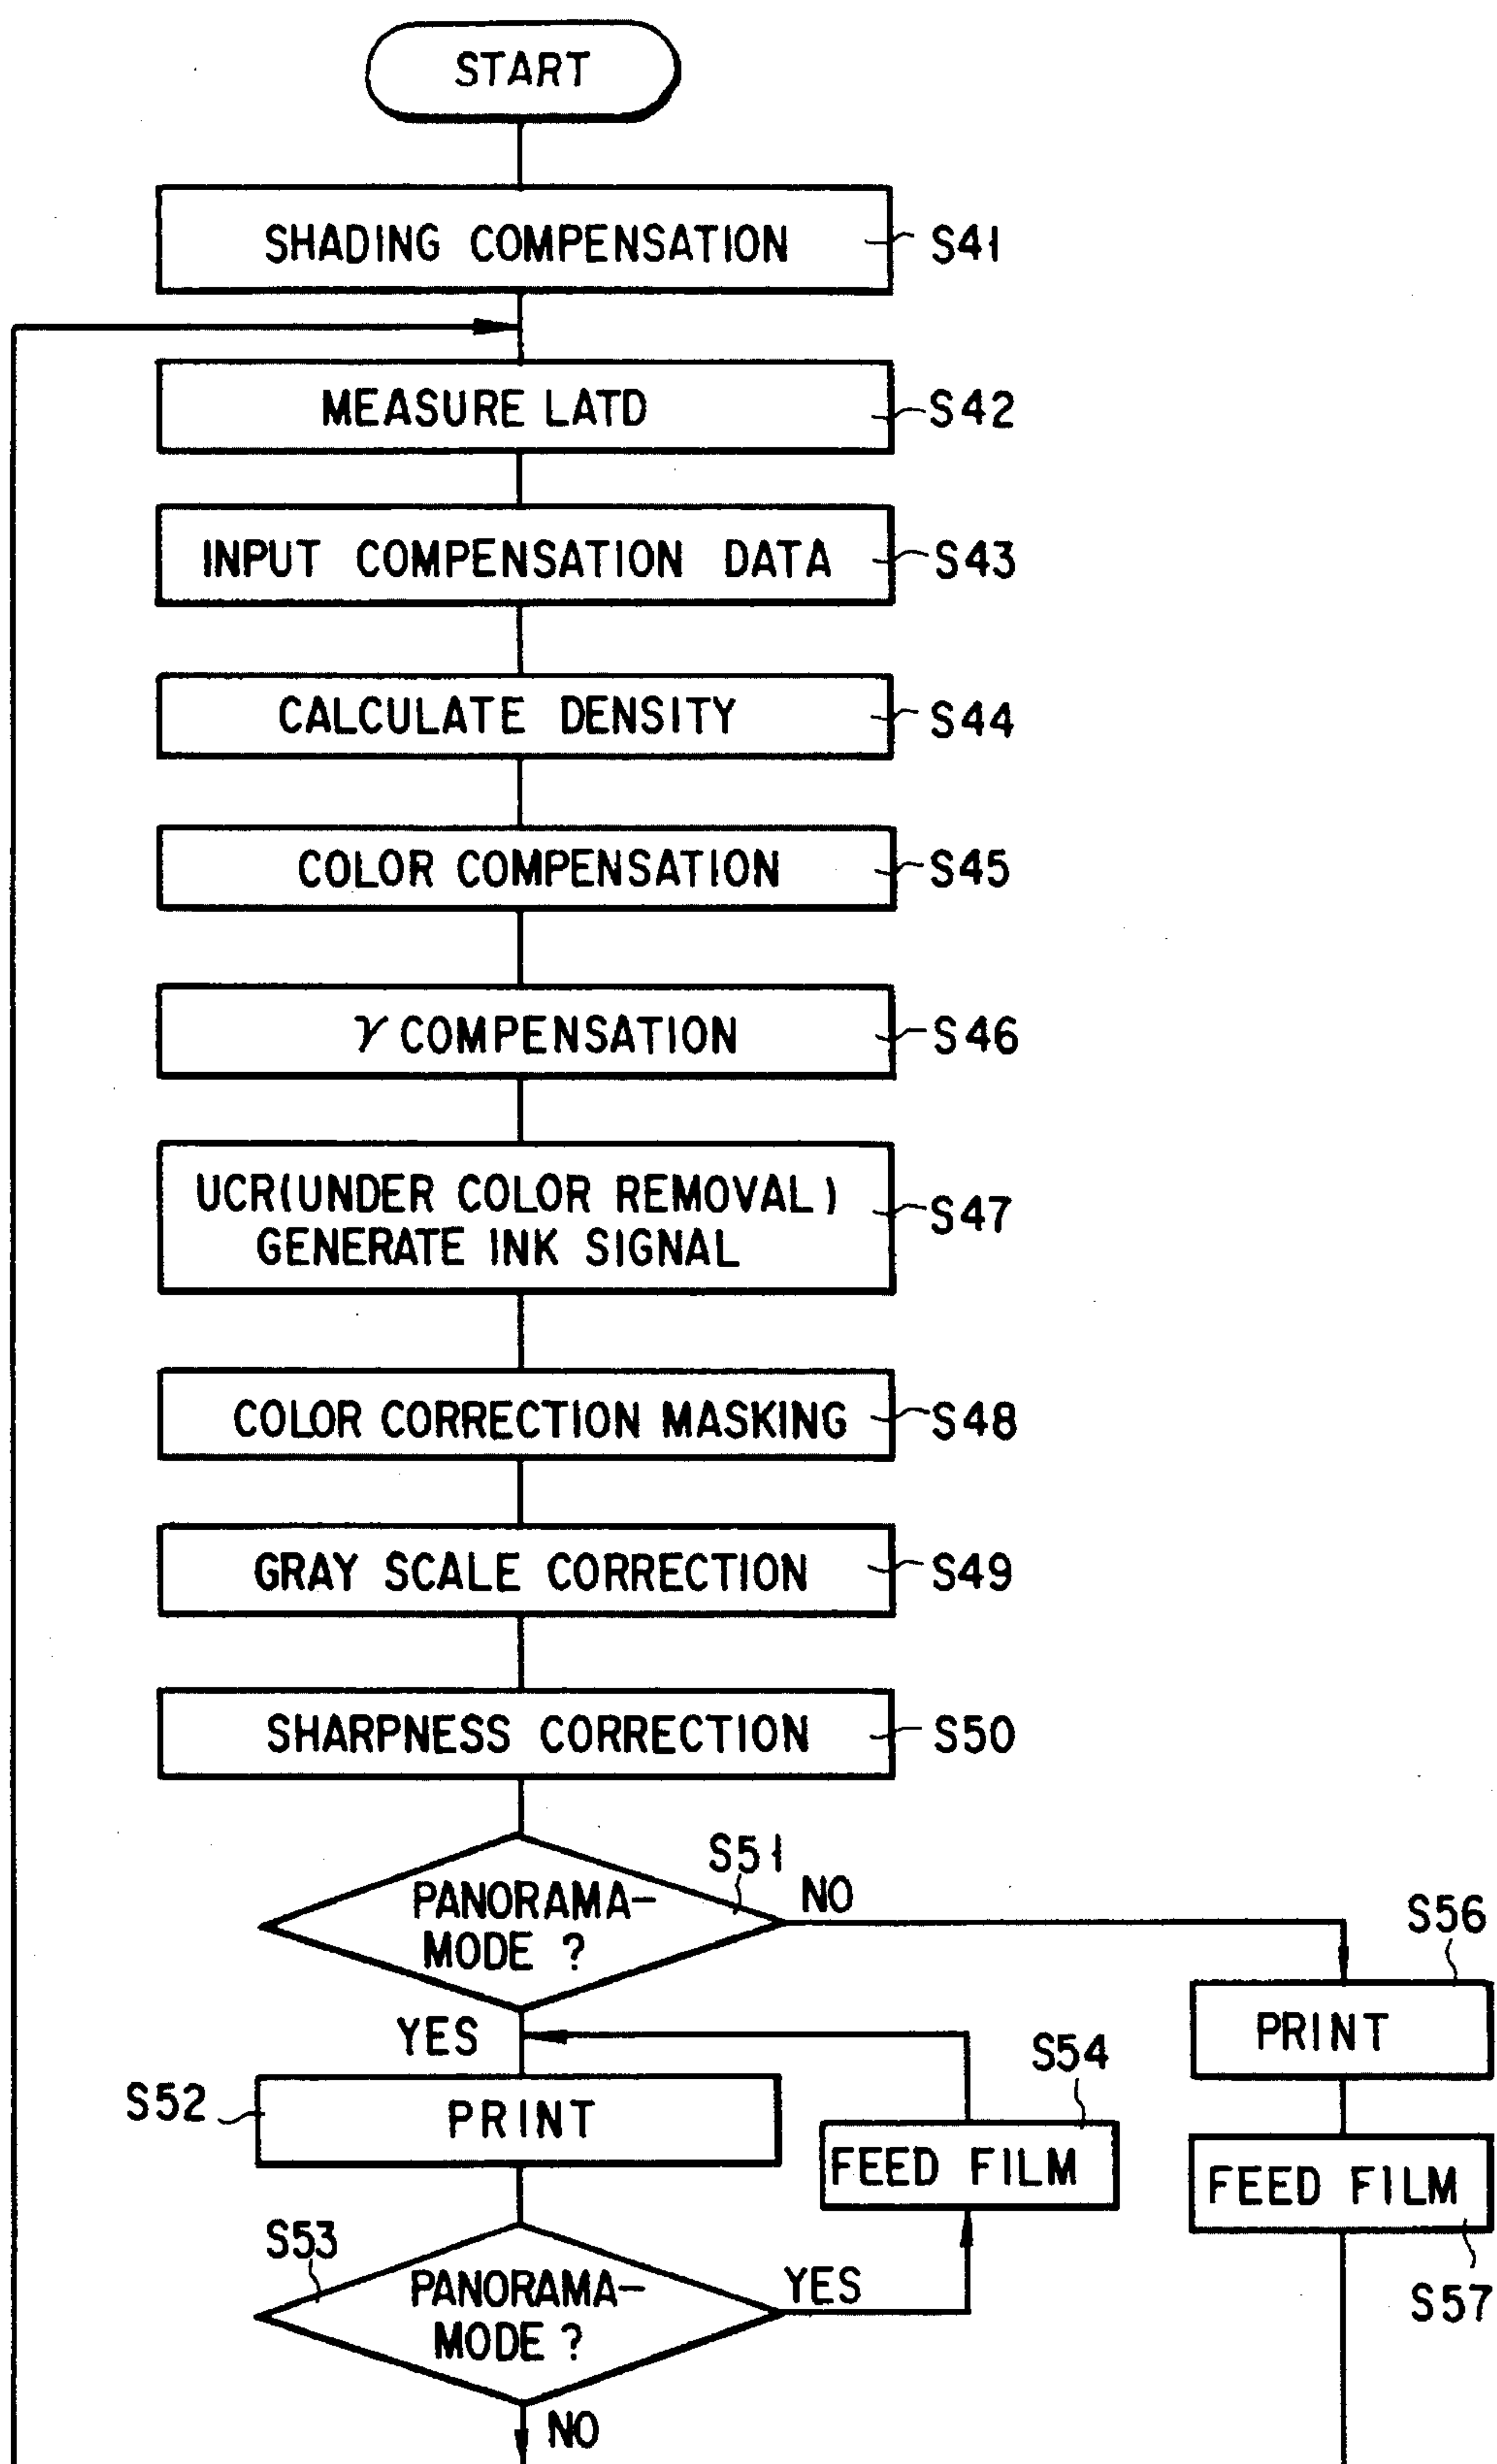 START
SHADING COMPENSATION S41
MEASURE LATD S42
INPUT COMPENSATION DATA S43
CALCULATE DENSITY S44
COLOR COMPENSATION S45
γ COMPENSATION S46
UCR(UNDER COLOR REMOVAL)
GENERATE INK SIGNAL
S47
COLOR CORRECTION MASKING S48
GRAY SCALE CORRECTION S49
SHARPNESS CORRECTION S50
S51
PANORAMA-
MODE ?
NO
YES
S56
PRINT
S54
S52
PRINT
FEED FILM
FEED FILM
S57
S53
PANORAMA-
MODE ?
YES
NO